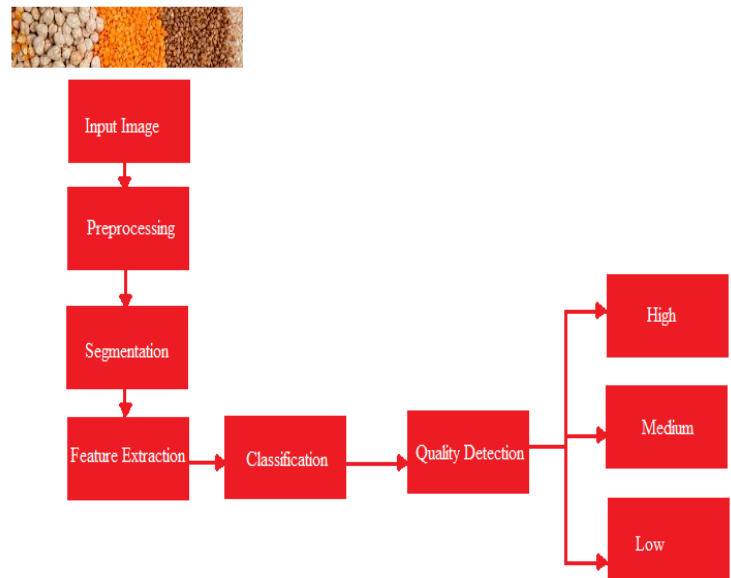 Input Image
Preprocessing
Segmentation
Feature Extraction
Classification
Quality Detection
High
Medium
Low